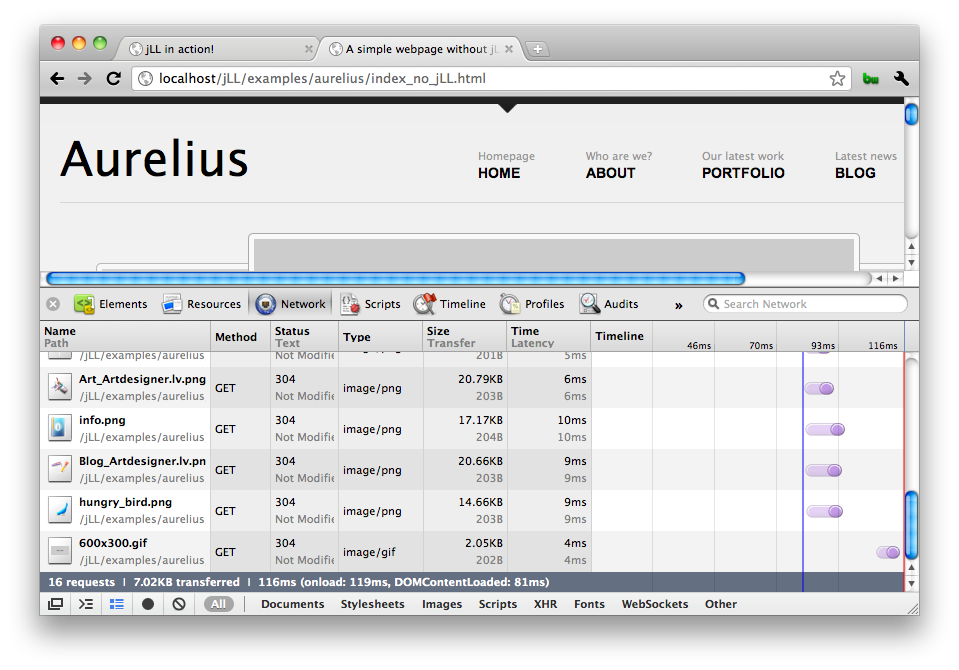 jLL in action!
A simple webpage without jL
localhost/jLL/examples/aurelius/index_no_jLL.html
Aurelius
Homepage
HOME
Who are we?
ABOUT
Our latest work
PORTFOLIO
Latest news
BLOG
Elements Resources Network Scripts Timeline Profiles Audits » Search Network
Name Method Status Type Size Time Timeline
Path Text Transfer Latency 46ms 70ms 93ms 116ms
/jLL/examples/aurelius Not Modifie 201B 5ms
Art_Artdesigner.lv.png GET 304 image/png 20.79KB 6ms
/jLL/examples/aurelius Not Modifie 203B 6ms
info.png GET 304 image/png 17.17KB 10ms
/jLL/examples/aurelius Not Modifie 204B 10ms
Blog_Artdesigner.lv.pn GET 304 image/png 20.66KB 9ms
/jLL/examples/aurelius Not Modifie 203B 9ms
hungry_bird.png GET 304 image/png 14.66KB 9ms
/jLL/examples/aurelius Not Modifie 203B 9ms
600x300.gif GET 304 image/gif 2.05KB 4ms
/jLL/examples/aurelius Not Modifie 202B 4ms
16 requests | 7.02KB transferred | 116ms (onload: 119ms, DOMContentLoaded: 81ms)
All Documents Stylesheets Images Scripts XHR Fonts WebSockets Other